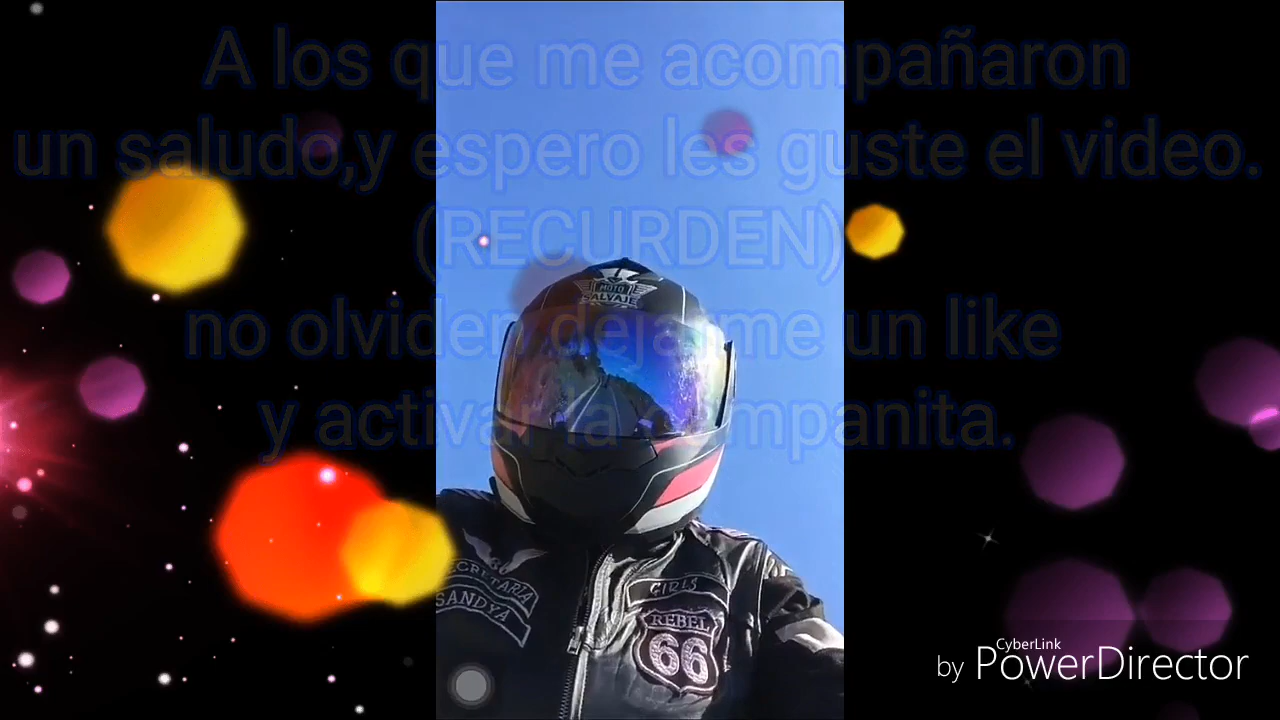 A los que me acompañaron
un saludo,y espero les guste el video.
(RECURDEN)
no olviden dejarme un like
y activar la campanita.
MOTO
SALVAJE
SECRETARIA
SANDYA
GIRLS
REBEL
66
CyberLink
by PowerDirector